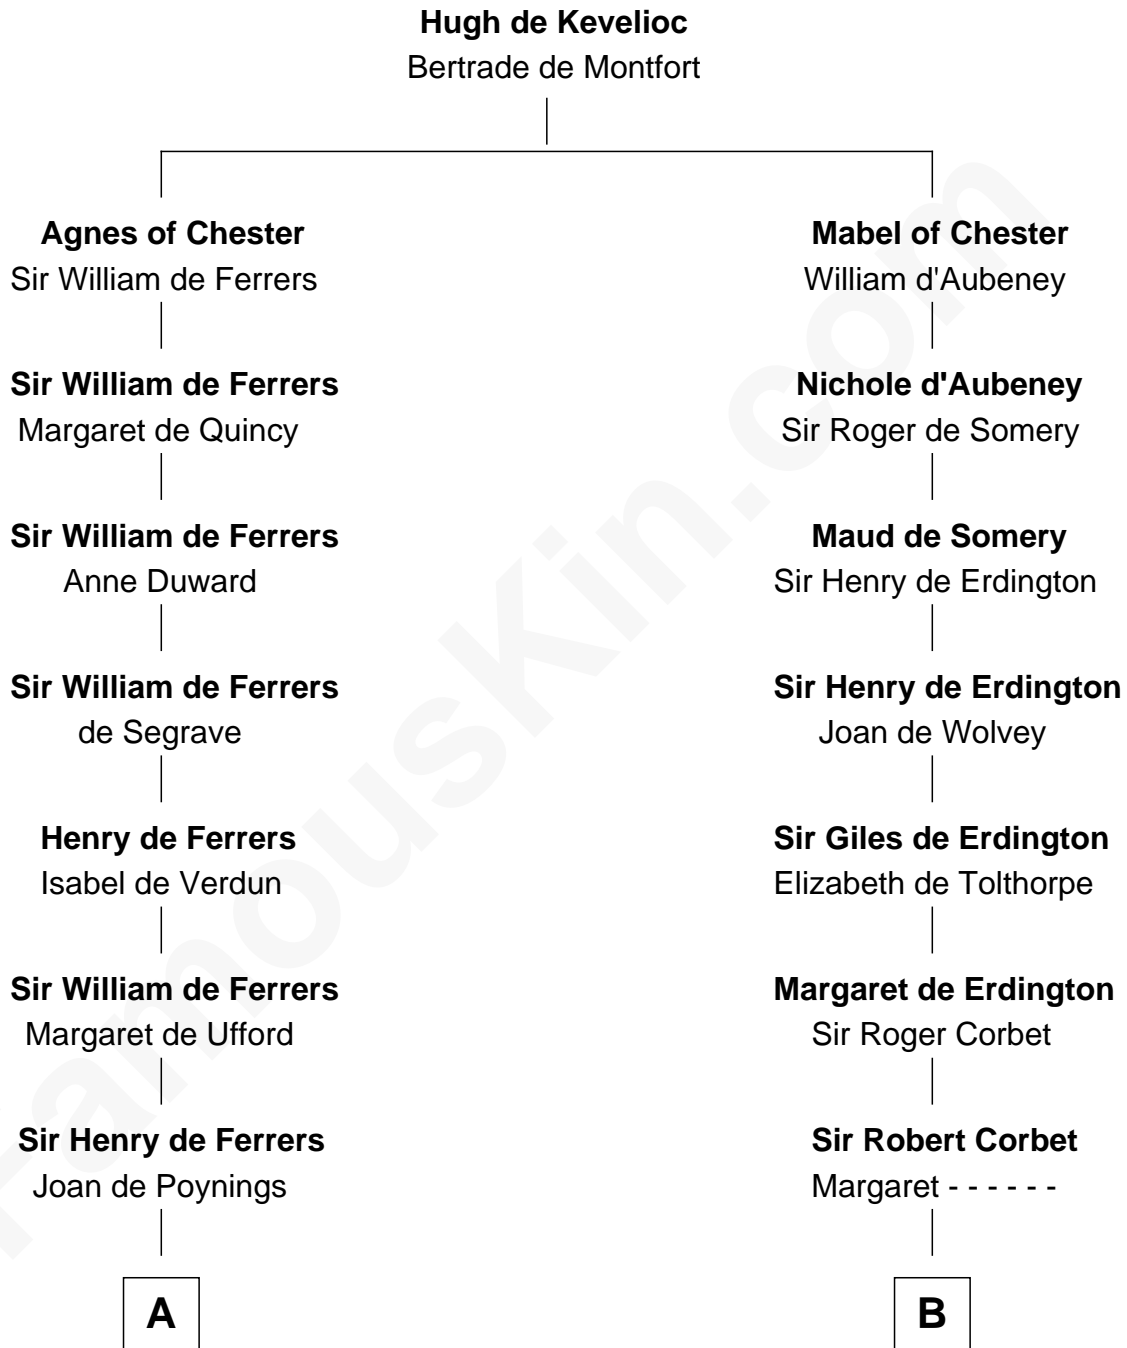 Hugh de Kevelioc
Bertrade de Montfort
Agnes of Chester
Sir William de Ferrers
Mabel of Chester
William d'Aubeney
Sir William de Ferrers
Margaret de Quincy
Nichole d'Aubeney
Sir Roger de Somery
Sir William de Ferrers
Anne Duward
Maud de Somery
Sir Henry de Erdington
Sir William de Ferrers
de Segrave
Sir Henry de Erdington
Joan de Wolvey
Henry de Ferrers
Isabel de Verdun
Sir Giles de Erdington
Elizabeth de Tolthorpe
Sir William de Ferrers
Margaret de Ufford
Margaret de Erdington
Sir Roger Corbet
Sir Henry de Ferrers
Joan de Poynings
Sir Robert Corbet
Margaret - - - - - -
A
B
FamousKin.com